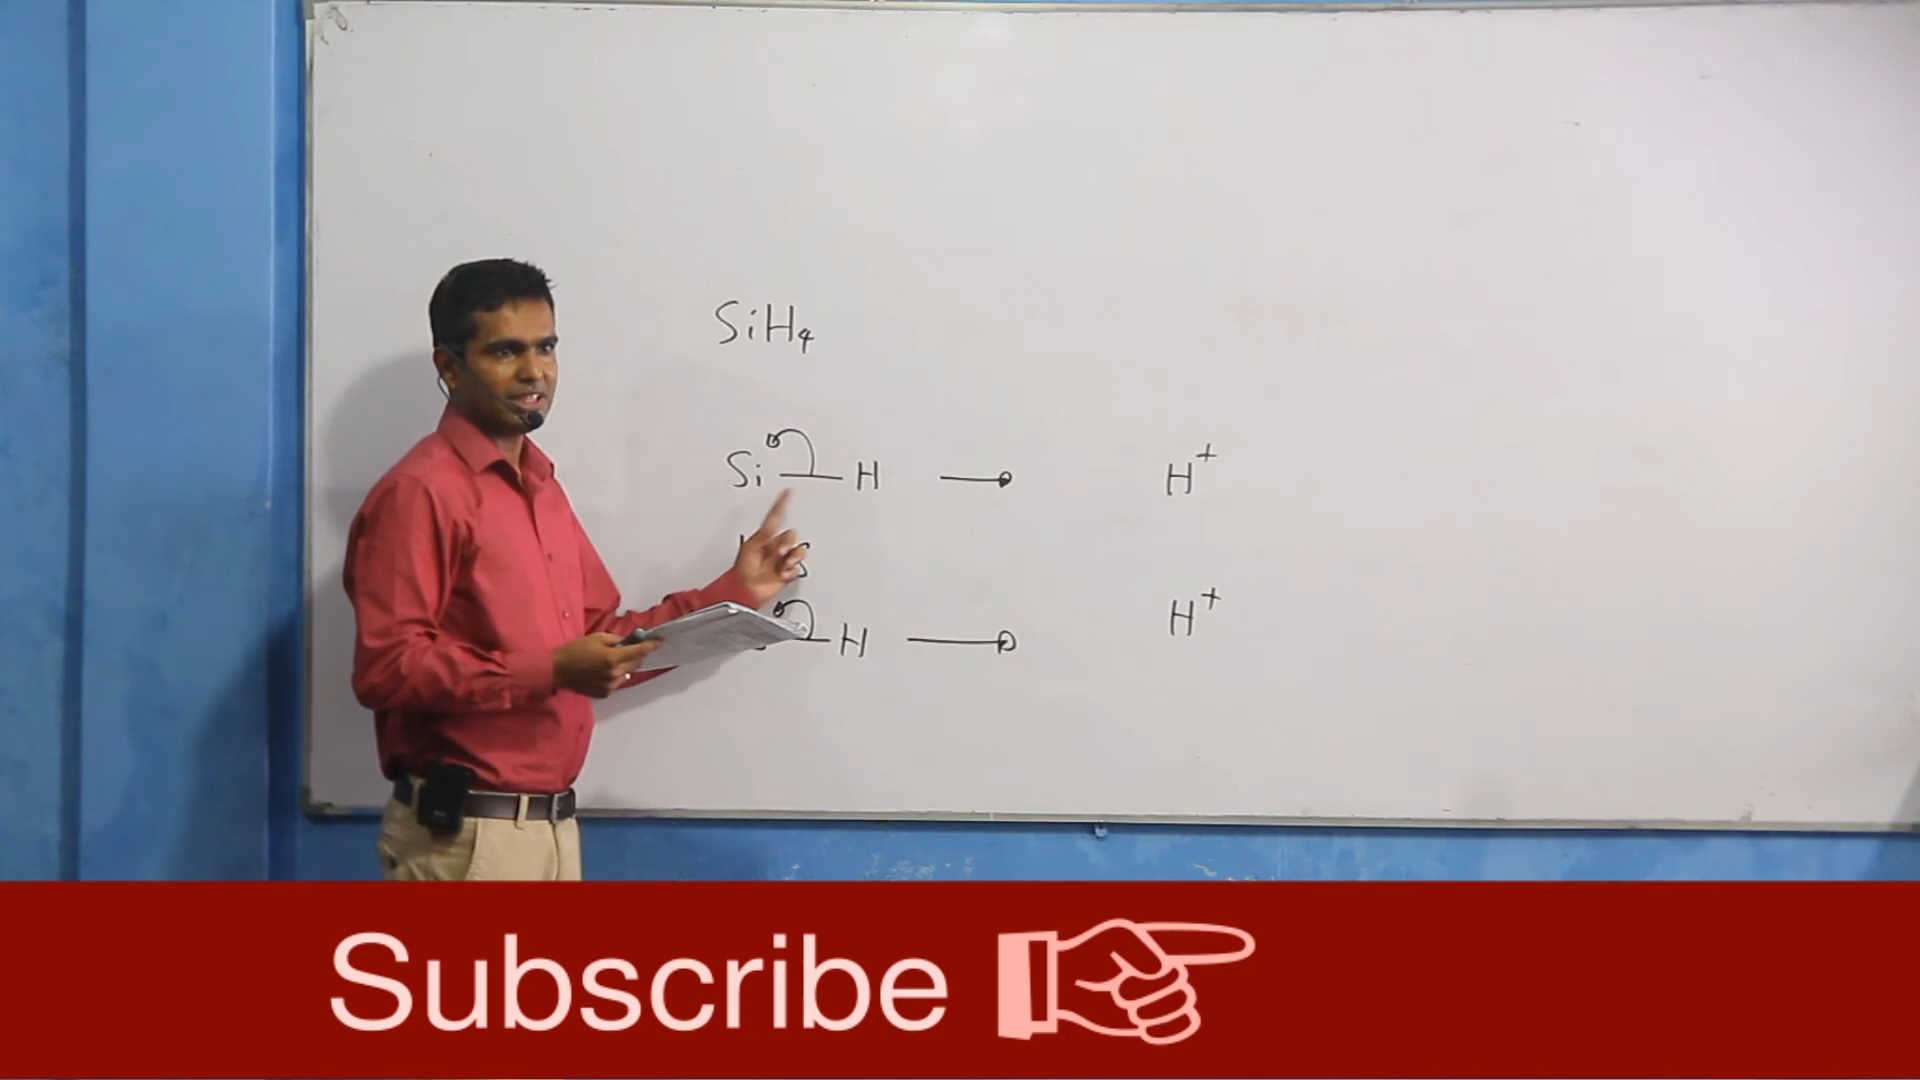 SiH₄
Si — H → H⁺
S
— H → H⁺
Subscribe